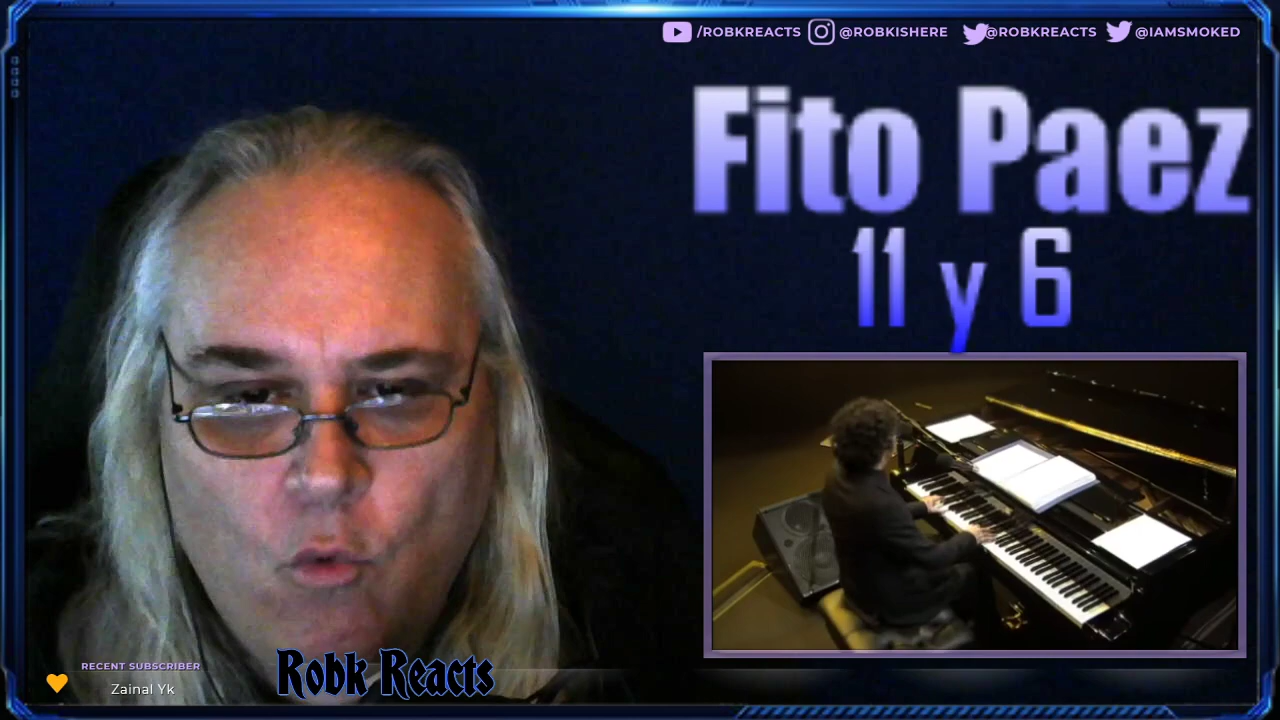 /ROBKREACTS @ROBKISHERE @ROBKREACTS @IAMSMOKED
Fito Paez
11 y 6
RECENT SUBSCRIBER
Zainal Yk
Robk Reacts